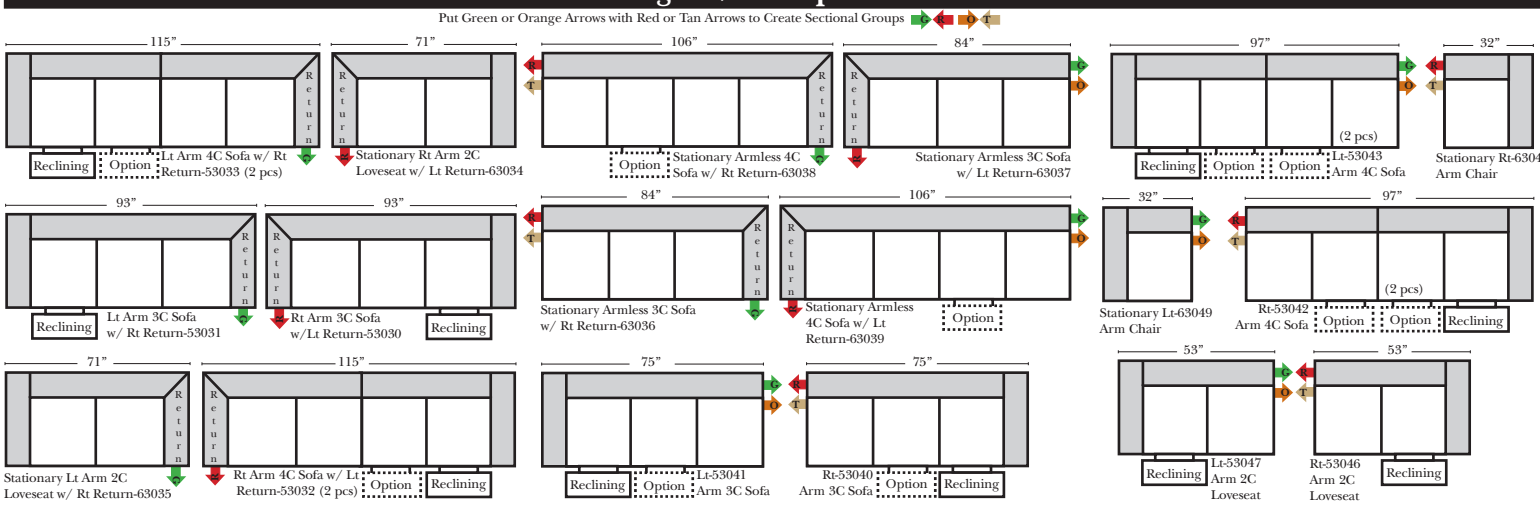 Put Green or Orange Arrows with Red or Tan Arrows to Create Sectional Groups G R O T
115”
Return
G
Reclining
Option
Lt Arm 4C Sofa w/ Rt
Return-53033 (2 pcs)
71”
Return
R
Stationary Rt Arm 2C
Loveseat w/ Lt Return-63034
106”
R
T
Return
G
Option
Stationary Armless 4C
Sofa w/ Rt Return-63038
84”
Return
R
G
O
Stationary Armless 3C Sofa
w/ Lt Return-63037
97”
G
O
(2 pcs)
Reclining
Option
Option
Lt-53043
Arm 4C Sofa
32”
R
T
Stationary Rt-6304
Arm Chair
93”
Return
G
Reclining
Lt Arm 3C Sofa
w/ Rt Return-53031
93”
Return
R
Rt Arm 3C Sofa
w/Lt Return-53030
Reclining
84”
R
T
Return
G
Stationary Armless 3C Sofa
w/ Rt Return-63036
106”
Return
R
G
O
Stationary Armless
4C Sofa w/ Lt
Return-63039
Option
32”
G
O
Stationary Lt-63049
Arm Chair
97”
R
T
(2 pcs)
Rt-53042
Arm 4C Sofa
Option
Option
Reclining
71”
Return
G
Stationary Lt Arm 2C
Loveseat w/ Rt Return-63035
115”
Return
R
Rt Arm 4C Sofa w/ Lt
Return-53032 (2 pcs)
Option
Reclining
75”
G
O
Reclining
Option
Lt-53041
Arm 3C Sofa
75”
R
T
Rt-53040
Arm 3C Sofa
Option
Reclining
53”
G
O
Reclining
Lt-53047
Arm 2C
Loveseat
53”
R
T
Rt-53046
Arm 2C
Loveseat
Reclining